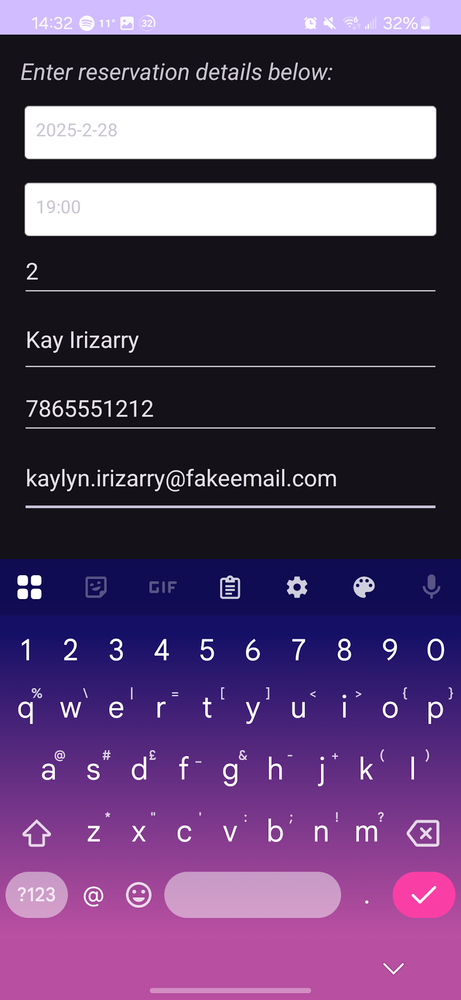 14:32 11° 32 6 32%
Enter reservation details below:
2025-2-28
19:00
2
Kay Irizarry
7865551212
kaylyn.irizarry@fakeemail.com
GIF
1 2 3 4 5 6 7 8 9 0
% \ | = [ ] < > { }
q w e r t y u i o p
@ # £ _ & - + ( )
a s d f g h j k l
* " ' : ; ! ?
z x c v b n m
?123 @ .